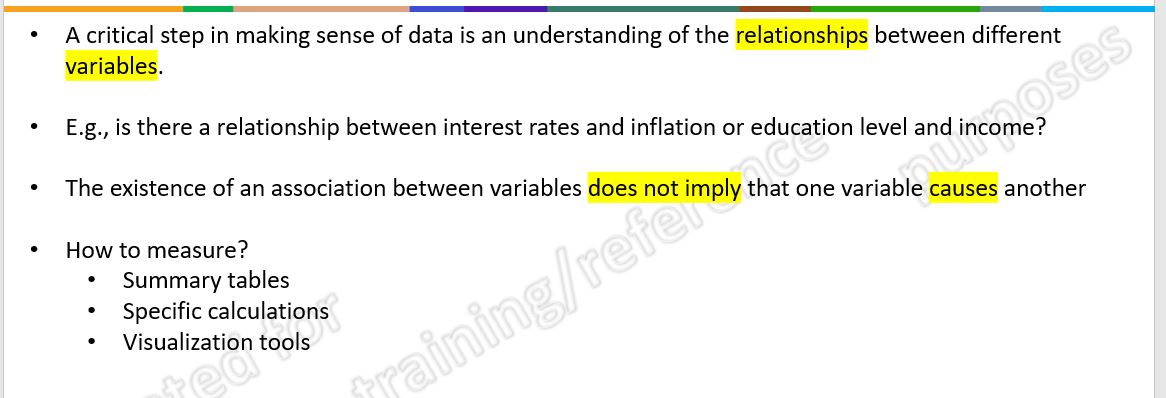 • A critical step in making sense of data is an understanding of the relationships between different
variables.
• E.g., is there a relationship between interest rates and inflation or education level and income?
• The existence of an association between variables does not imply that one variable causes another
• How to measure?
• Summary tables
• Specific calculations
• Visualization tools
ted for
training/reference purposes